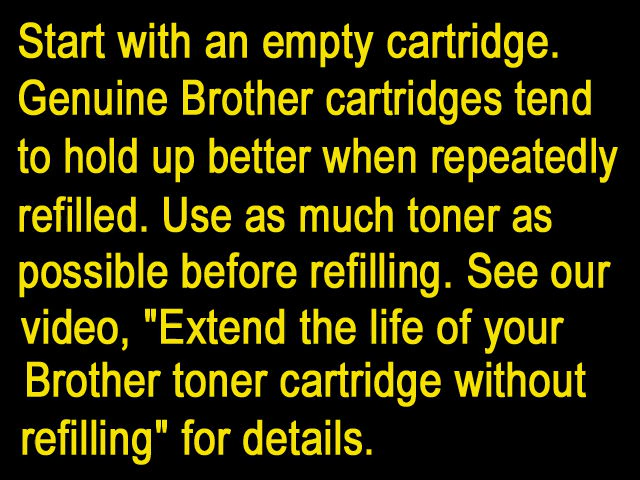 Start with an empty cartridge.
Genuine Brother cartridges tend
to hold up better when repeatedly
refilled. Use as much toner as
possible before refilling. See our
video, "Extend the life of your
Brother toner cartridge without
refilling" for details.